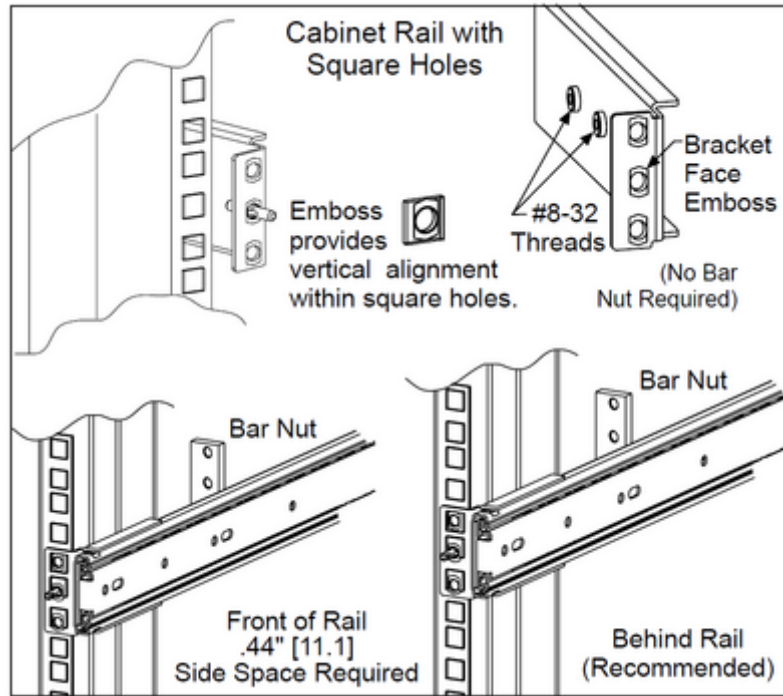 Cabinet Rail with
Square Holes
Emboss
provides
vertical alignment
within square holes.
#8-32
Threads
Bracket
Face
Emboss
(No Bar
Nut Required)
Bar Nut
Front of Rail
.44" [11.1]
Side Space Required
Bar Nut
Behind Rail
(Recommended)